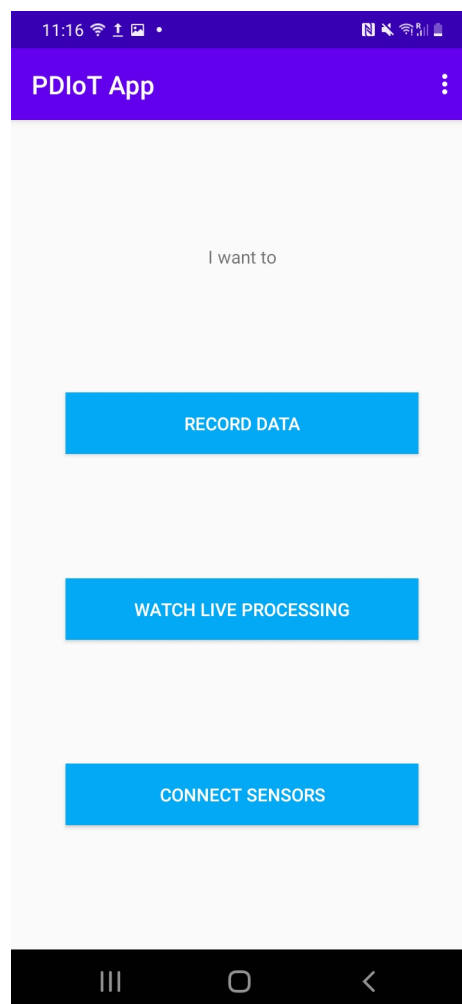 11:16
PDIoT App
I want to
RECORD DATA
WATCH LIVE PROCESSING
CONNECT SENSORS